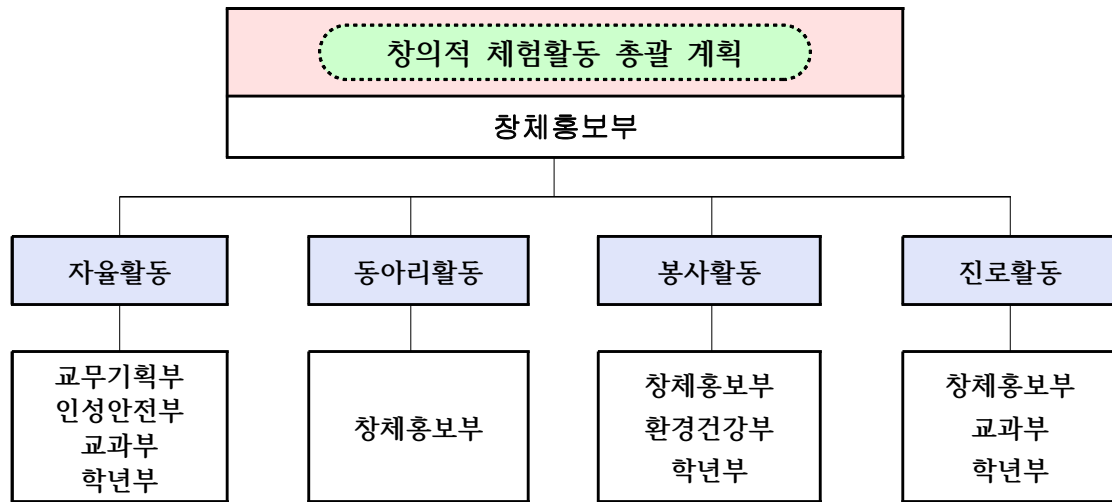 창의적 체험활동 총괄 계획
창체홍보부
자율활동
동아리활동
봉사활동
진로활동
교무기획부
인성안전부
교과부
학년부
창체홍보부
창체홍보부
환경건강부
학년부
창체홍보부
교과부
학년부